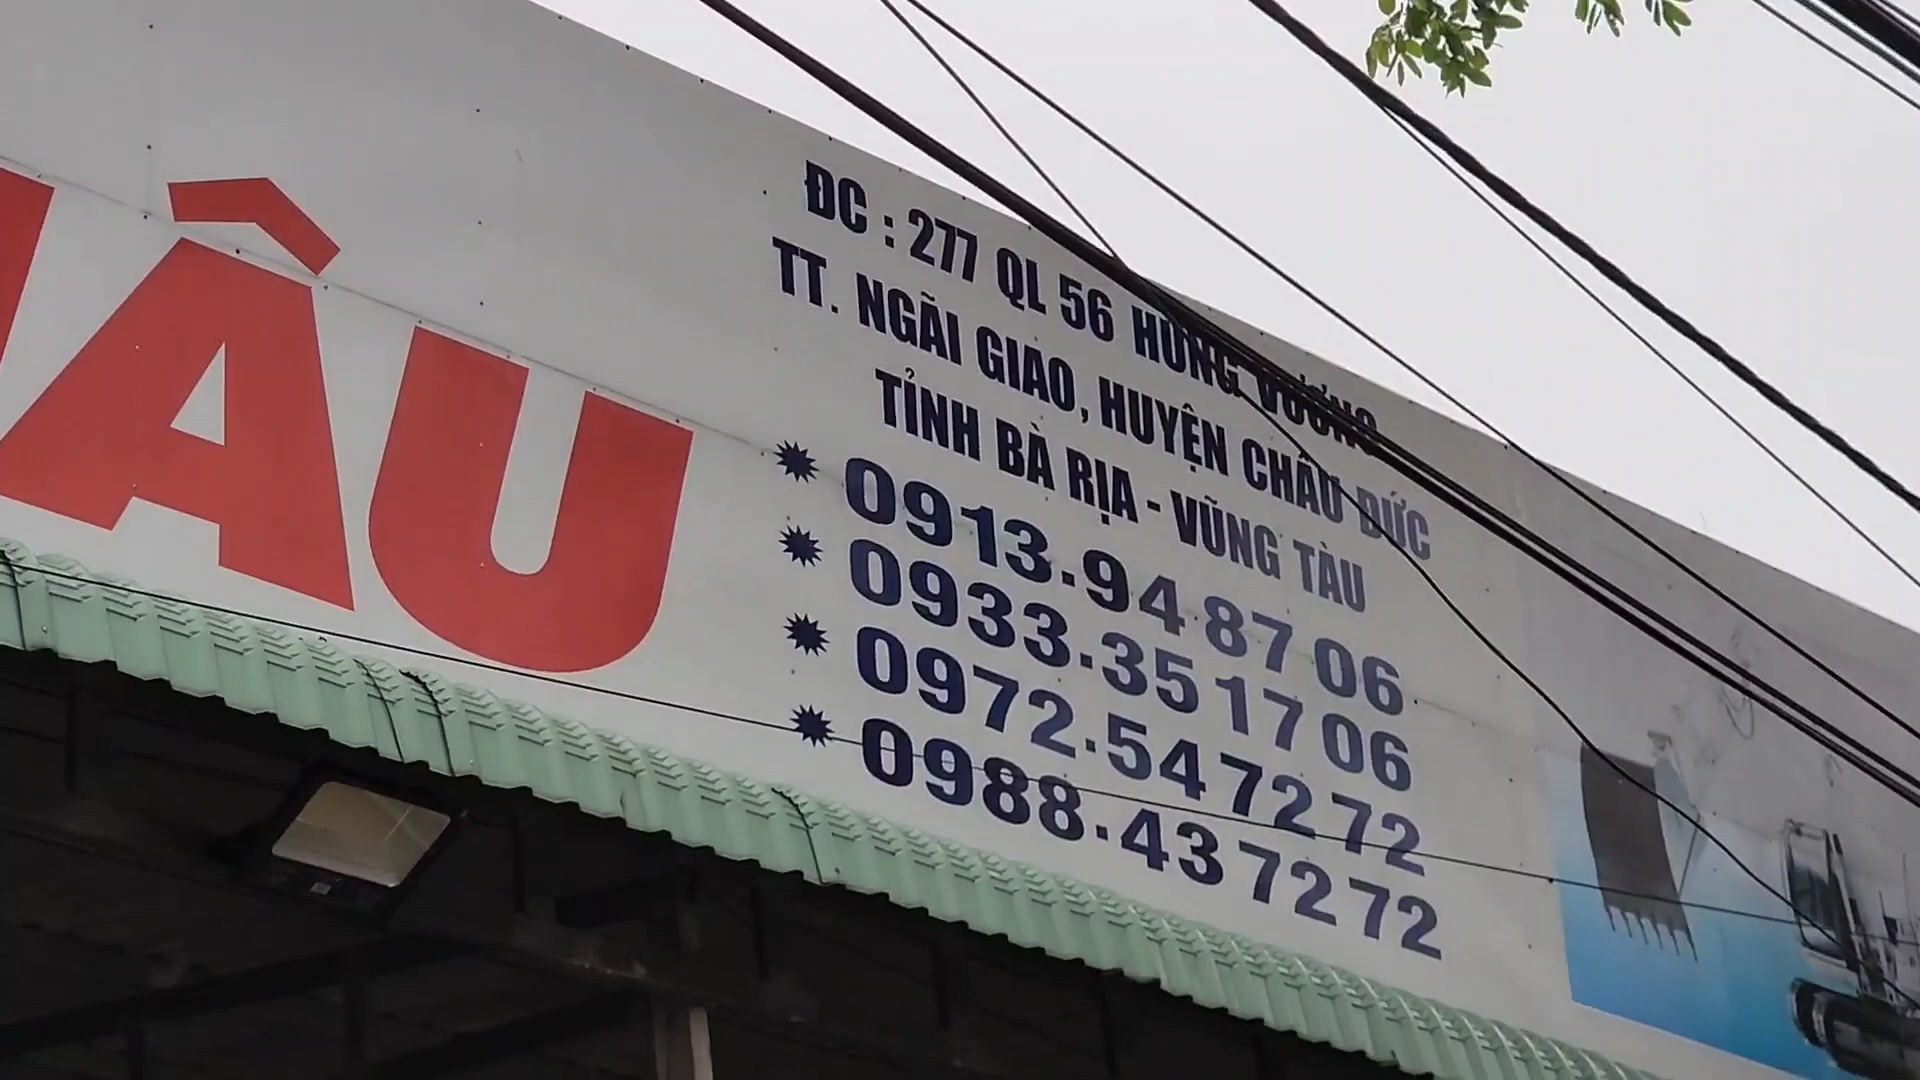 ÂU
ĐC : 277 QL 56 HÙNG VƯƠNG
TT. NGÃI GIAO, HUYỆN CHÂU ĐỨC
TỈNH BÀ RỊA - VŨNG TÀU
0913.94 87 06
0933.35 17 06
0972.54 72 72
0988.43 72 72